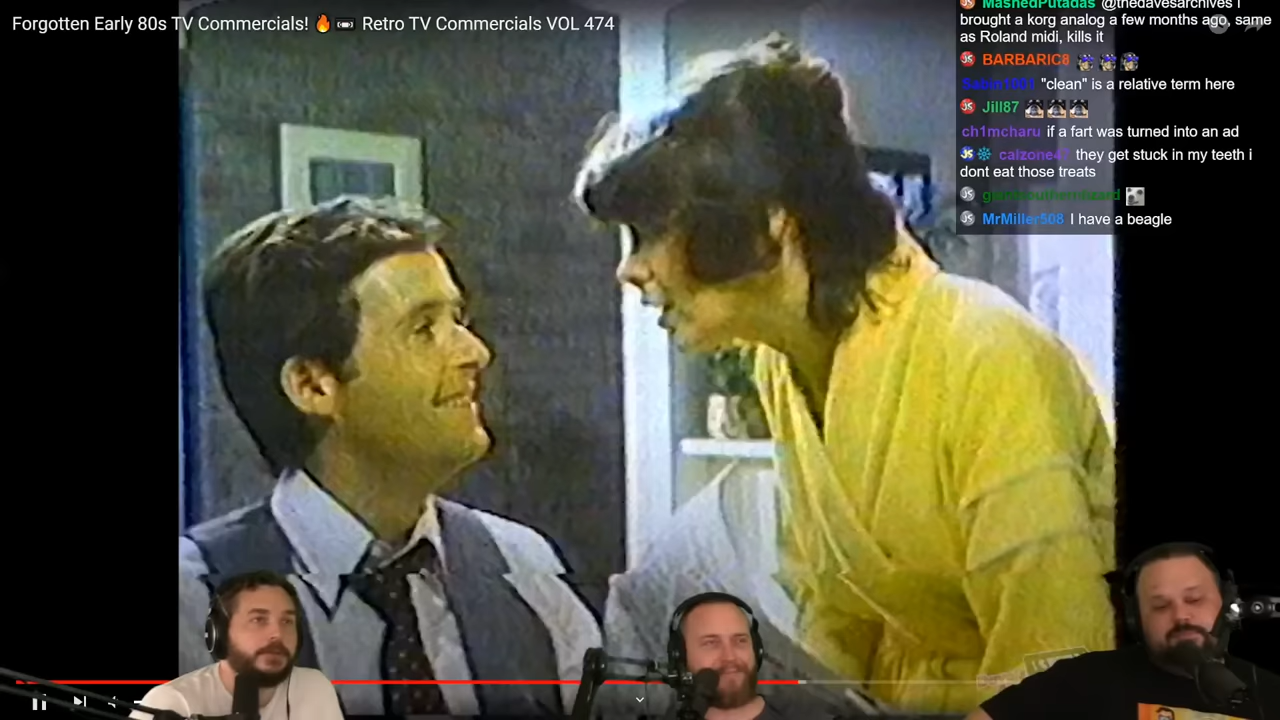 Forgotten Early 80s TV Commercials! 🔥📼 Retro TV Commercials VOL 474
MashedPutadas @thedavesarchives i
brought a korg analog a few months ago, same
as Roland midi, kills it
BARBARIC8
"clean" is a relative term here
Jill87
ch1mcharu if a fart was turned into an ad
they get stuck in my teeth i
dont eat those treats
MrMiller508 I have a beagle